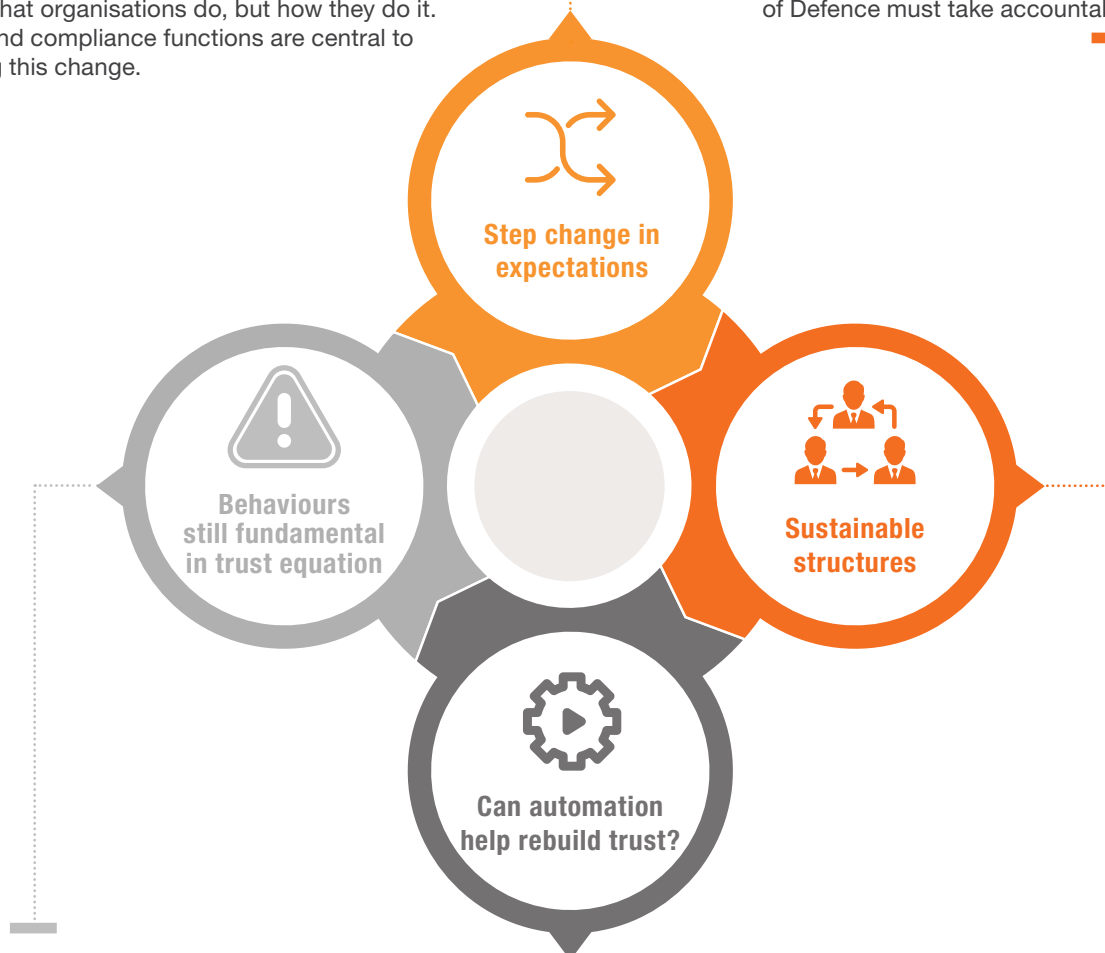 hat organisations do, but how they do it.
nd compliance functions are central to
this change.
of Defence must take accountal
Step change in
expectations
Behaviours
still fundamental
in trust equation
Sustainable
structures
Can automation
help rebuild trust?